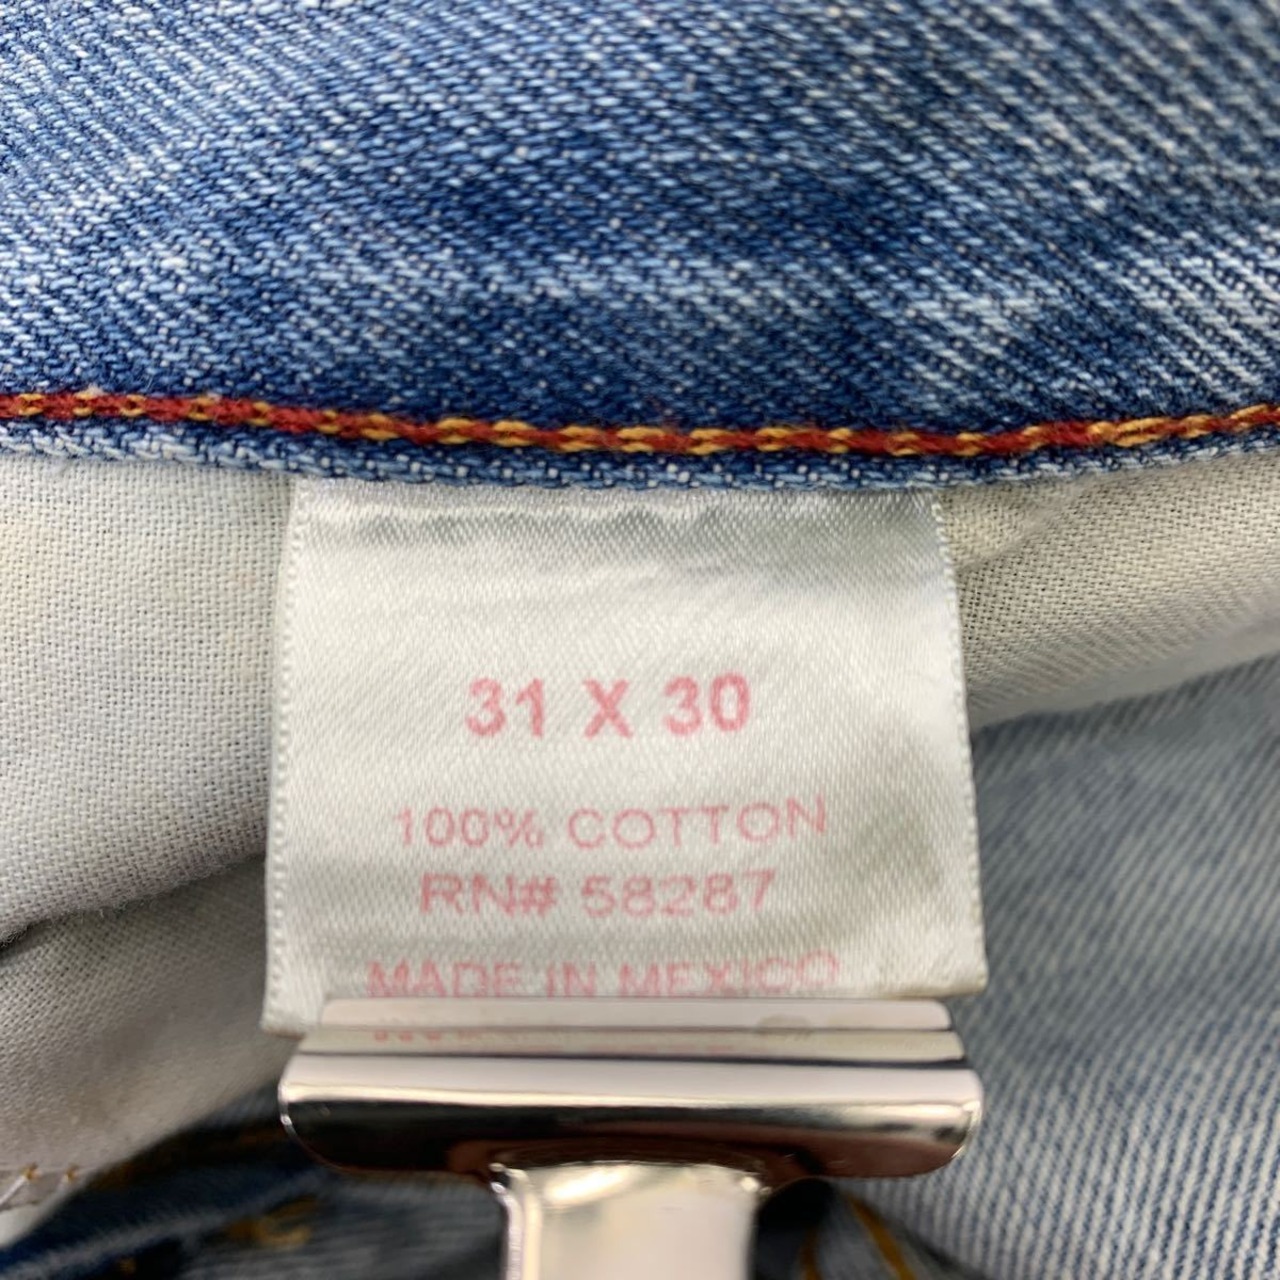 31 X 30
100% COTTON
RN# 58287
MADE IN MEXICO